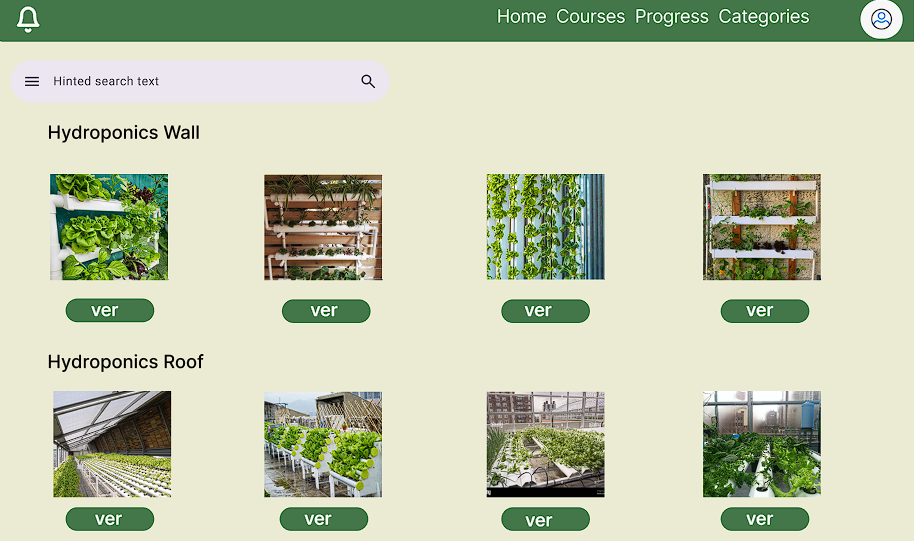 Home Courses Progress Categories
Hinted search text
Hydroponics Wall
ver ver ver ver
Hydroponics Roof
ver ver ver ver